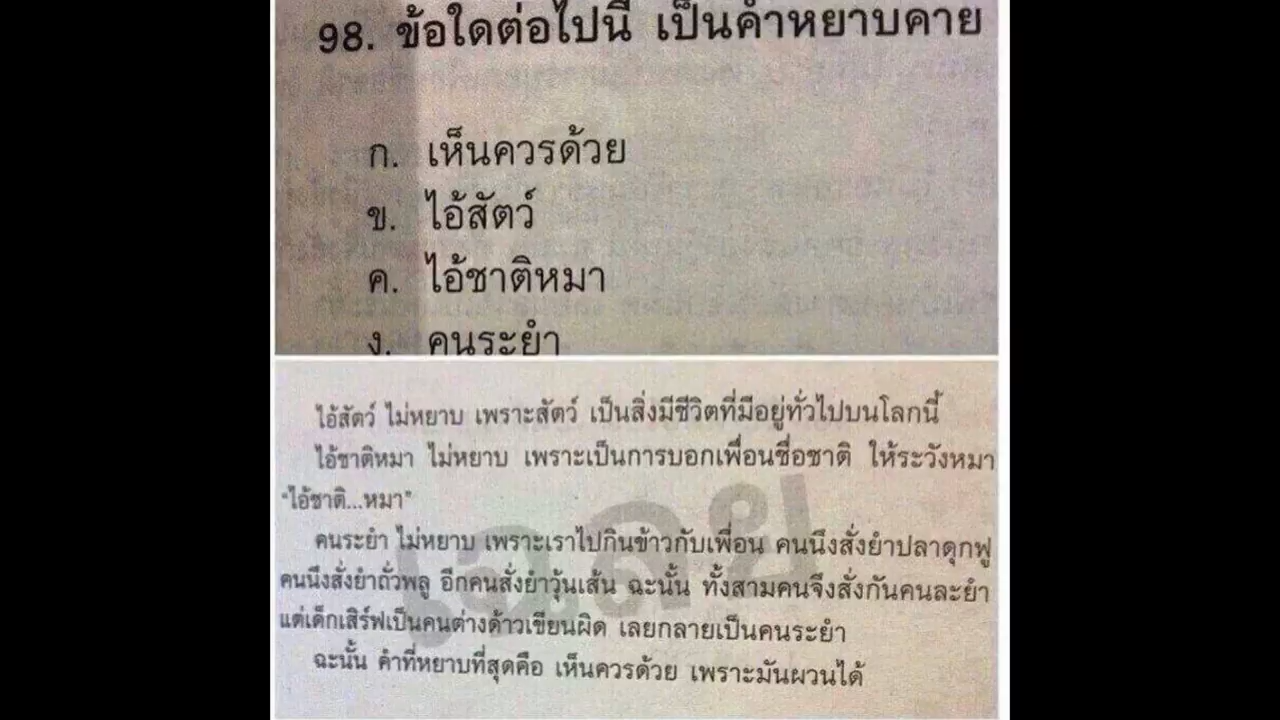 98. ข้อใดต่อไปนี้ เป็นคำหยาบคาย
ก. เห็นควรด้วย
ข. ไอ้สัตว์
ค. ไอ้ชาติหมา
ง. คนระยำ
ไอ้สัตว์ ไม่หยาบ เพราะสัตว์ เป็นสิ่งมีชีวิตที่มีอยู่ทั่วไปบนโลกนี้
ไอ้ชาติหมา ไม่หยาบ เพราะเป็นการบอกเพื่อนชื่อชาติ ให้ระวังหมา
"ไอ้ชาติ...หมา"
คนระยำ ไม่หยาบ เพราะเราไปกินข้าวกับเพื่อน คนนึงสั่งยำปลาดุกฟู
คนนึงสั่งยำถั่วพลู อีกคนสั่งยำวุ้นเส้น ฉะนั้น ทั้งสามคนจึงสั่งกันคนละยำ
แต่เด็กเสิร์ฟเป็นคนต่างด้าวเขียนผิด เลยกลายเป็นคนระยำ
ฉะนั้น คำที่หยาบที่สุดคือ เห็นควรด้วย เพราะมันผวนได้
เฉลย